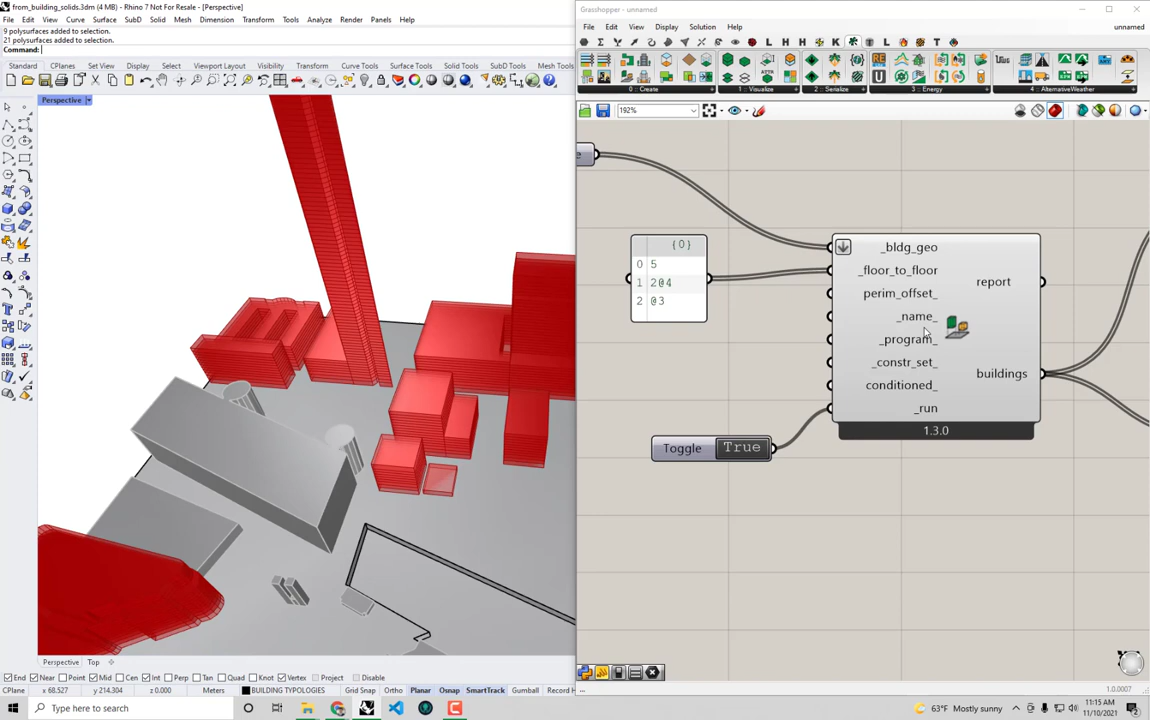 from_building_solids.3dm (4 MB) - Rhino 7 Not For Resale - [Perspective]
File Edit View Curve Surface SubD Solid Mesh Dimension Transform Tools Analyze Render Panels Help
9 polysurfaces added to selection.
21 polysurfaces added to selection.
Command:
Standard CPlanes Set View Display Select Viewport Layout Visibility Transform Curve Tools Surface Tools Solid Tools SubD Tools Mesh Tools
Perspective
Perspective Top
End Near Point Mid Cen Int Perp Tan Quad Knot Vertex Project Disable
CPlane x 68.527 y 214.304 z 0.000 Meters BUILDING TYPOLOGIES Grid Snap Ortho Planar Osnap SmartTrack Gumball Record H
Grasshopper - unnamed
File Edit View Display Solution Help unnamed
0 :: Create 1 :: Visualize 2 :: Serialize 3 :: Energy 4 :: AlternativeWeather
192%
{0}
0 5
1 2@4
2 @3
_bldg_geo
_floor_to_floor
perim_offset_
_name_
_program_
_constr_set_
conditioned_
_run
report
buildings
1.3.0
Toggle True
...
1.0.0007
Type here to search
63°F Mostly sunny
11:15 AM
11/10/2021
2